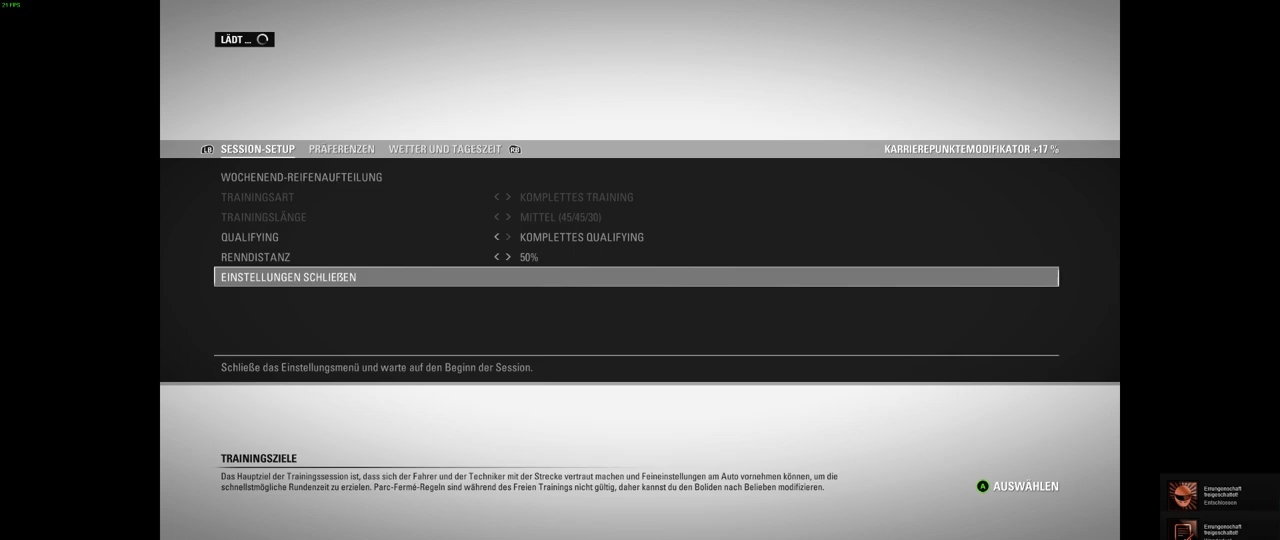 21 FPS
LÄDT ...
LB SESSION-SETUP PRÄFERENZEN WETTER UND TAGESZEIT RB KARRIEREPUNKTEMODIFIKATOR +17 %
WOCHENEND-REIFENAUFTEILUNG
TRAININGSART < > KOMPLETTES TRAINING
TRAININGSLÄNGE < > MITTEL (45/45/30)
QUALIFYING < > KOMPLETTES QUALIFYING
RENNDISTANZ < > 50%
EINSTELLUNGEN SCHLIEẞEN
Schließe das Einstellungsmenü und warte auf den Beginn der Session.
TRAININGSZIELE
Das Hauptziel der Trainingssession ist, dass sich der Fahrer und der Techniker mit der Strecke vertraut machen und Feineinstellungen am Auto vornehmen können, um die
schnellstmögliche Rundenzeit zu erzielen. Parc-Fermé-Regeln sind während des Freien Trainings nicht gültig, daher kannst du den Boliden nach Belieben modifizieren.
A AUSWÄHLEN
Errungenschaft
freigeschaltet!
Entschlossen
Errungenschaft
freigeschaltet!